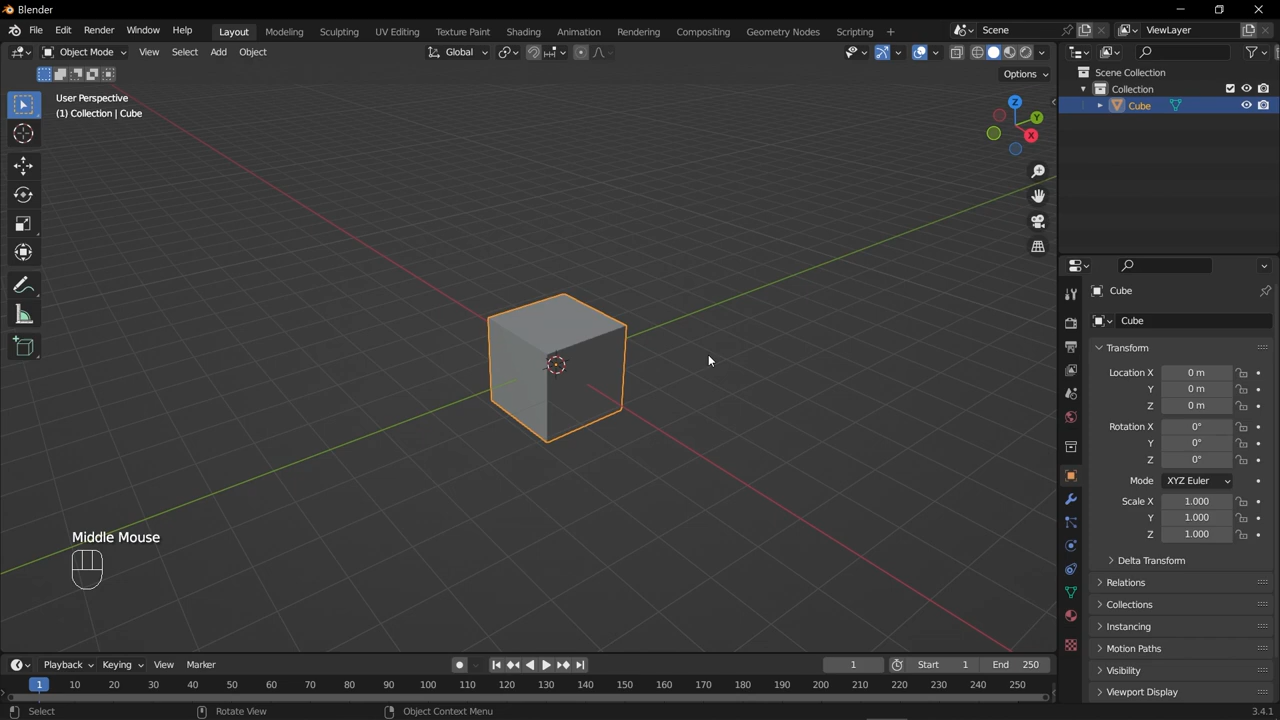 Blender
File Edit Render Window Help Layout Modeling Sculpting UV Editing Texture Paint Shading Animation Rendering Compositing Geometry Nodes Scripting + Scene ViewLayer
Object Mode View Select Add Object Global
Options
User Perspective
(1) Collection | Cube
Z
Y
X
Scene Collection
Collection
Cube
Cube
Cube
Transform
Location X 0 m
Y 0 m
Z 0 m
Rotation X 0°
Y 0°
Z 0°
Mode XYZ Euler
Scale X 1.000
Y 1.000
Z 1.000
Delta Transform
Relations
Collections
Instancing
Motion Paths
Visibility
Viewport Display
Middle Mouse
Playback Keying View Marker 1 Start 1 End 250
1 10 20 30 40 50 60 70 80 90 100 110 120 130 140 150 160 170 180 190 200 210 220 230 240 250
Select Rotate View Object Context Menu 3.4.1